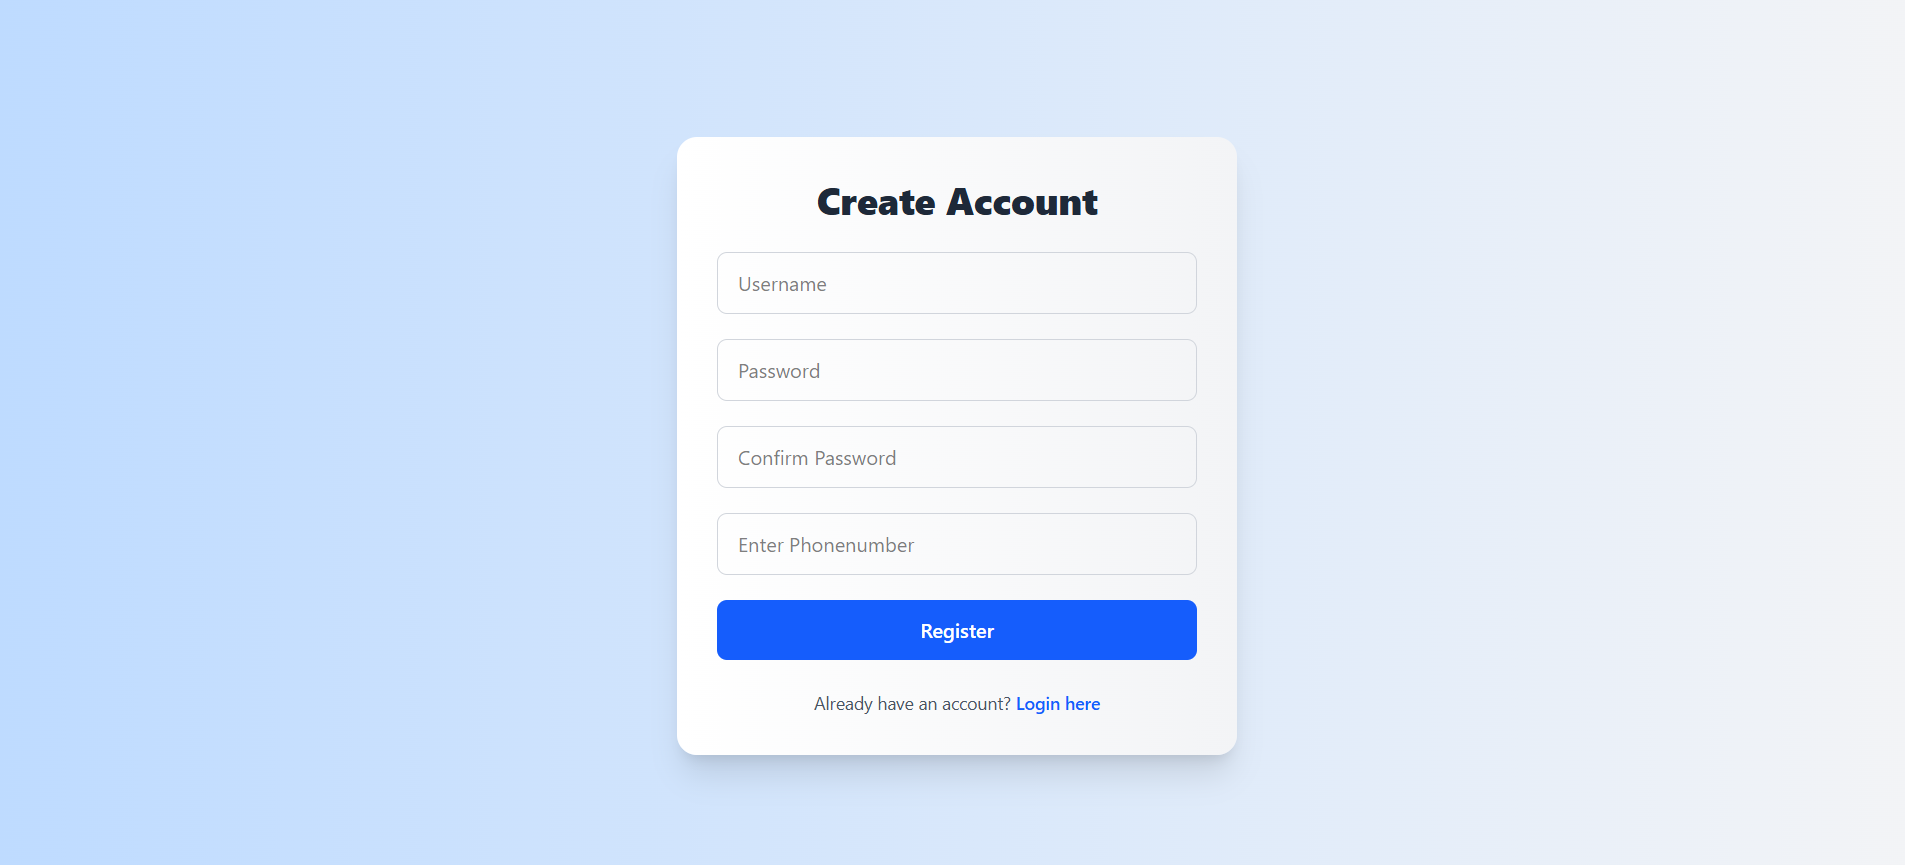 Create Account
Username
Password
Confirm Password
Enter Phonenumber
Register
Already have an account? Login here